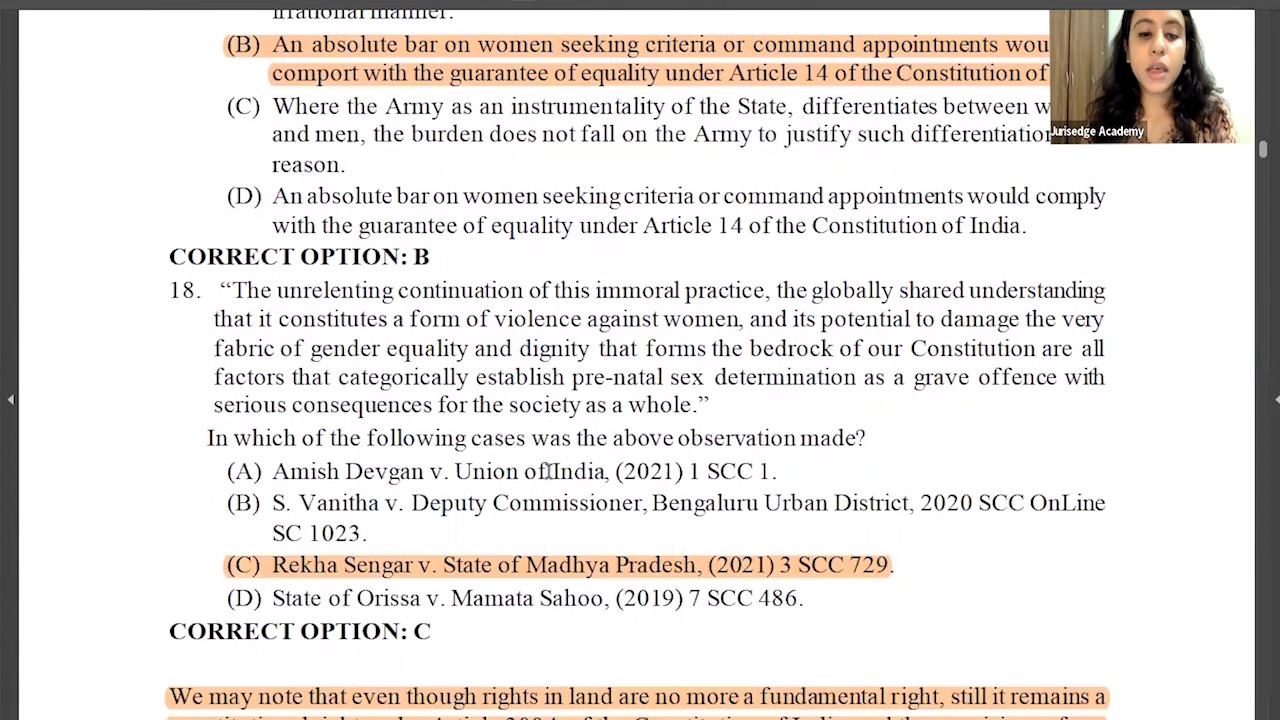 irrational manner.
(B) An absolute bar on women seeking criteria or command appointments wou
comport with the guarantee of equality under Article 14 of the Constitution of
(C) Where the Army as an instrumentality of the State, differentiates between w
and men, the burden does not fall on the Army to justify such differentiation
reason.
Jurisedge Academy
(D) An absolute bar on women seeking criteria or command appointments would comply
with the guarantee of equality under Article 14 of the Constitution of India.
CORRECT OPTION: B
18. “The unrelenting continuation of this immoral practice, the globally shared understanding
that it constitutes a form of violence against women, and its potential to damage the very
fabric of gender equality and dignity that forms the bedrock of our Constitution are all
factors that categorically establish pre-natal sex determination as a grave offence with
serious consequences for the society as a whole.”
In which of the following cases was the above observation made?
(A) Amish Devgan v. Union of India, (2021) 1 SCC 1.
(B) S. Vanitha v. Deputy Commissioner, Bengaluru Urban District, 2020 SCC OnLine
SC 1023.
(C) Rekha Sengar v. State of Madhya Pradesh, (2021) 3 SCC 729.
(D) State of Orissa v. Mamata Sahoo, (2019) 7 SCC 486.
CORRECT OPTION: C
We may note that even though rights in land are no more a fundamental right, still it remains a